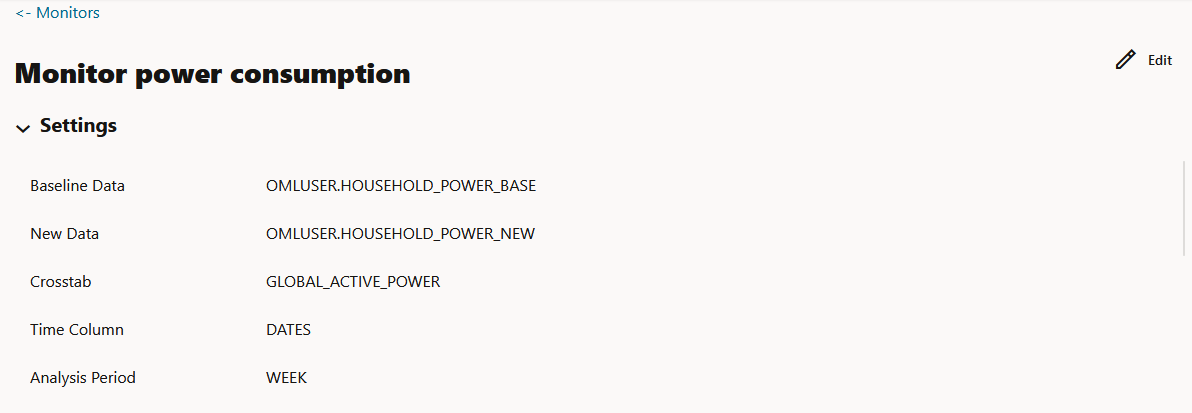 <- Monitors
Edit
Monitor power consumption
Settings
Baseline Data OMLUSER.HOUSEHOLD_POWER_BASE
New Data OMLUSER.HOUSEHOLD_POWER_NEW
Crosstab GLOBAL_ACTIVE_POWER
Time Column DATES
Analysis Period WEEK